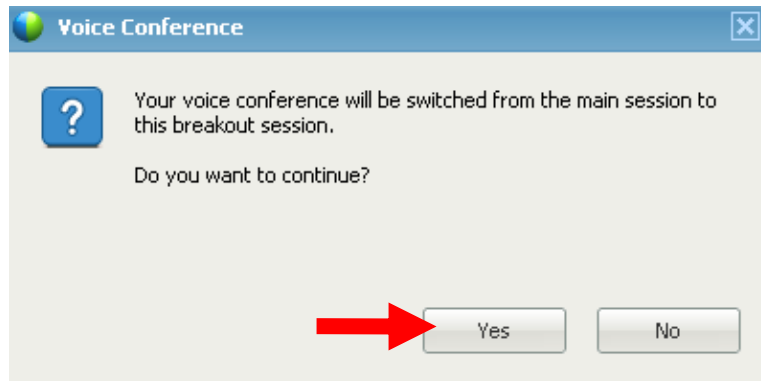 Voice Conference
Your voice conference will be switched from the main session to
this breakout session.
Do you want to continue?
Yes No